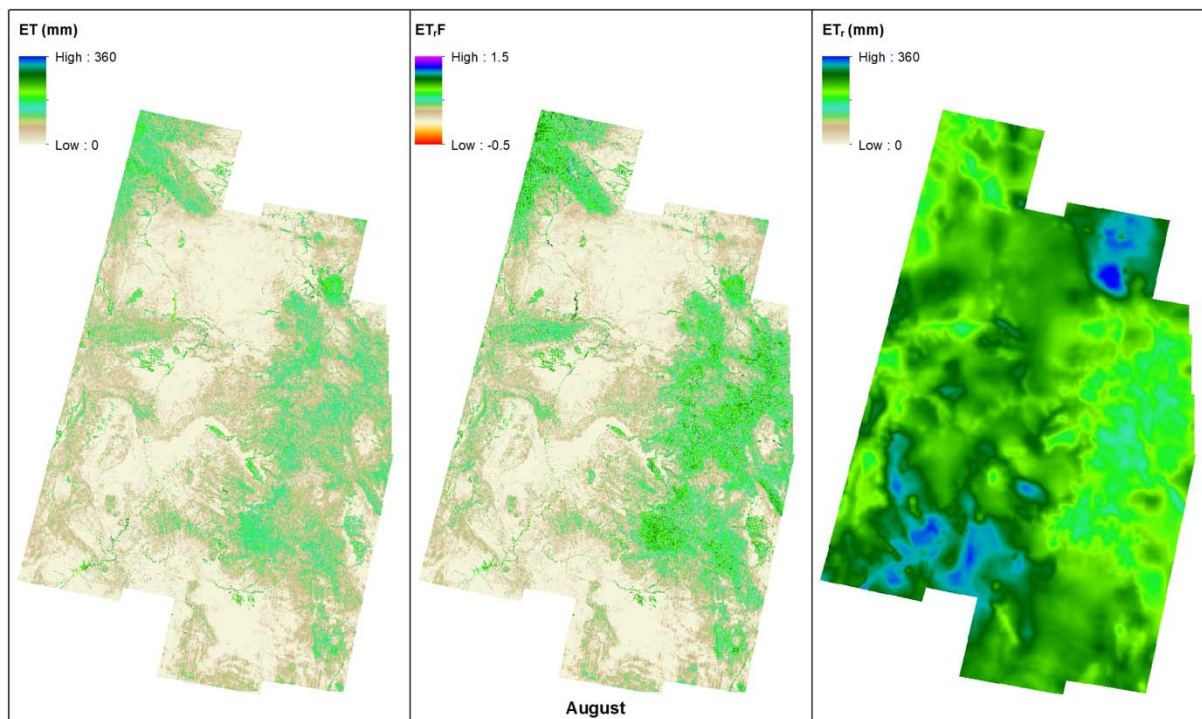 ET (mm)
High : 360
Low : 0
ETᵣF
High : 1.5
Low : -0.5
ETᵣ (mm)
High : 360
Low : 0
August